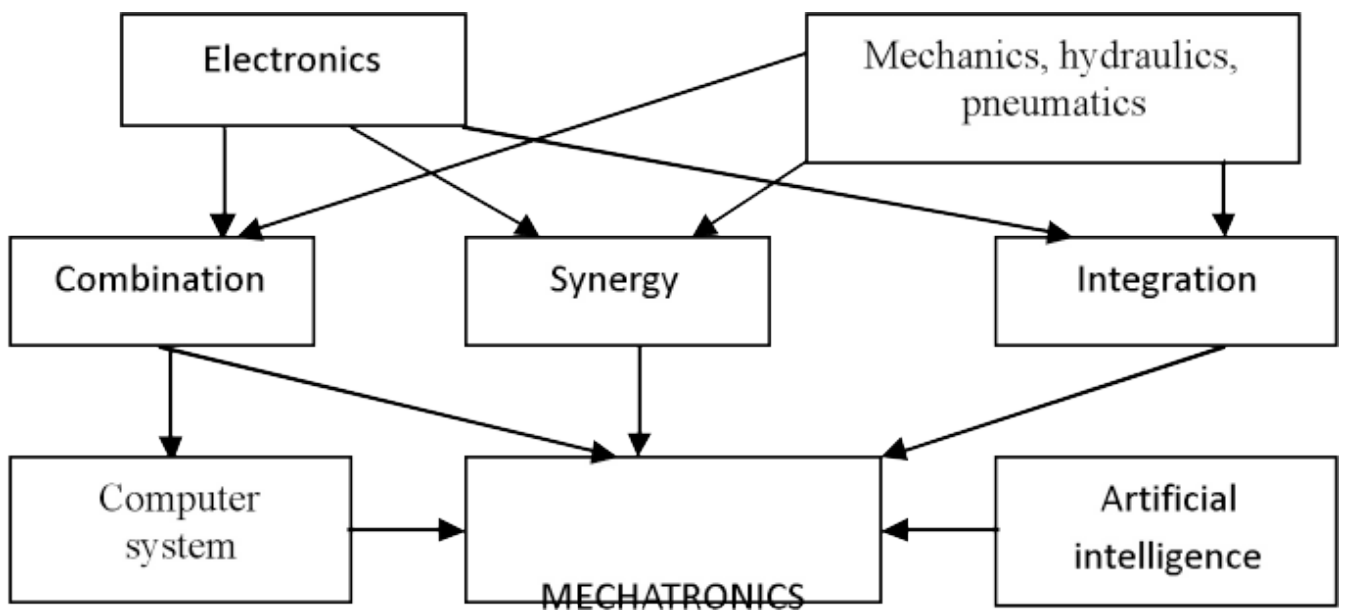 Electronics
Mechanics, hydraulics,
pneumatics
Combination
Synergy
Integration
Computer
system
MECHATRONICS
Artificial
intelligence